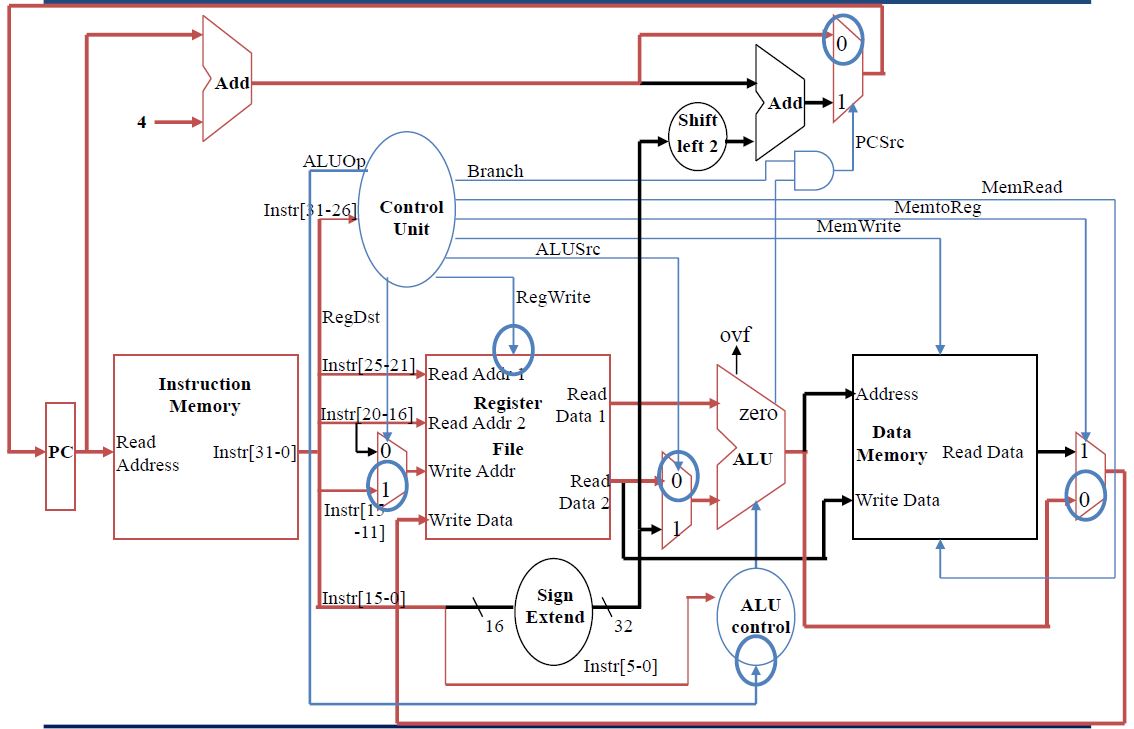 0
Add
Add
4
1
Shift
left 2
PCSrc
ALUOp
Branch
MemRead
Instr[31-26]
Control
Unit
MemtoReg
MemWrite
ALUSrc
RegWrite
RegDst
ovf
Instr[25-21]
Read Addr 1
Instruction
Memory
Register
File
Read
Data 1
zero
Address
Instr[20-16]
Read Addr 2
Data
Memory
Read Data
PC
Read
Address
Instr[31-0]
0
Write Addr
ALU
1
1
Read
Data 2
0
0
Instr[15
-11]
Write Data
1
Write Data
Instr[15-0]
16
Sign
Extend
32
ALU
control
Instr[5-0]